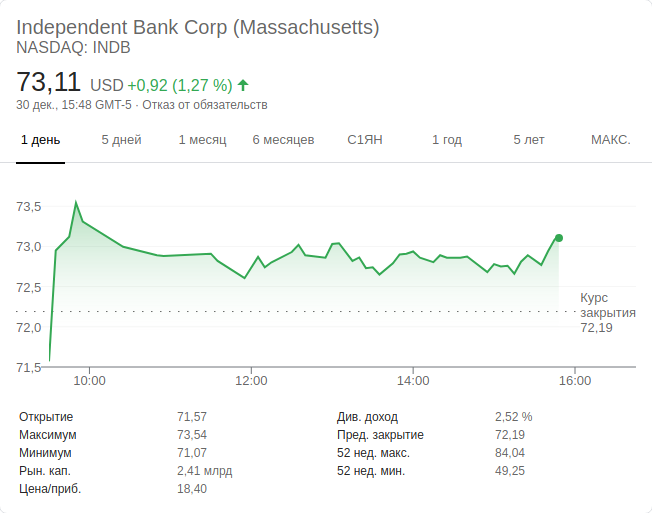 Independent Bank Corp (Massachusetts)
NASDAQ: INDB
73,11 USD +0,92 (1,27 %)
30 дек., 15:48 GMT-5 · Отказ от обязательств
1 день 5 дней 1 месяц 6 месяцев С1ЯН 1 год 5 лет МАКС.
73,5
73,0
72,5
Курс
закрытия
72,19
72,0
71,5
10:00 12:00 14:00 16:00
Открытие 71,57 Див. доход 2,52 %
Максимум 73,54 Пред. закрытие 72,19
Минимум 71,07 52 нед. макс. 84,04
Рын. кап. 2,41 млрд 52 нед. мин. 49,25
Цена/приб. 18,40